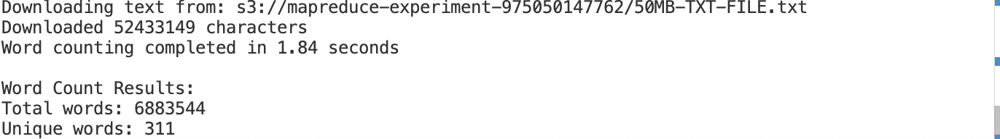 Downloading text from: s3://mapreduce-experiment-975050147762/50MB-TXT-FILE.txt
Downloaded 52433149 characters
Word counting completed in 1.84 seconds
Word Count Results:
Total words: 6883544
Unique words: 311